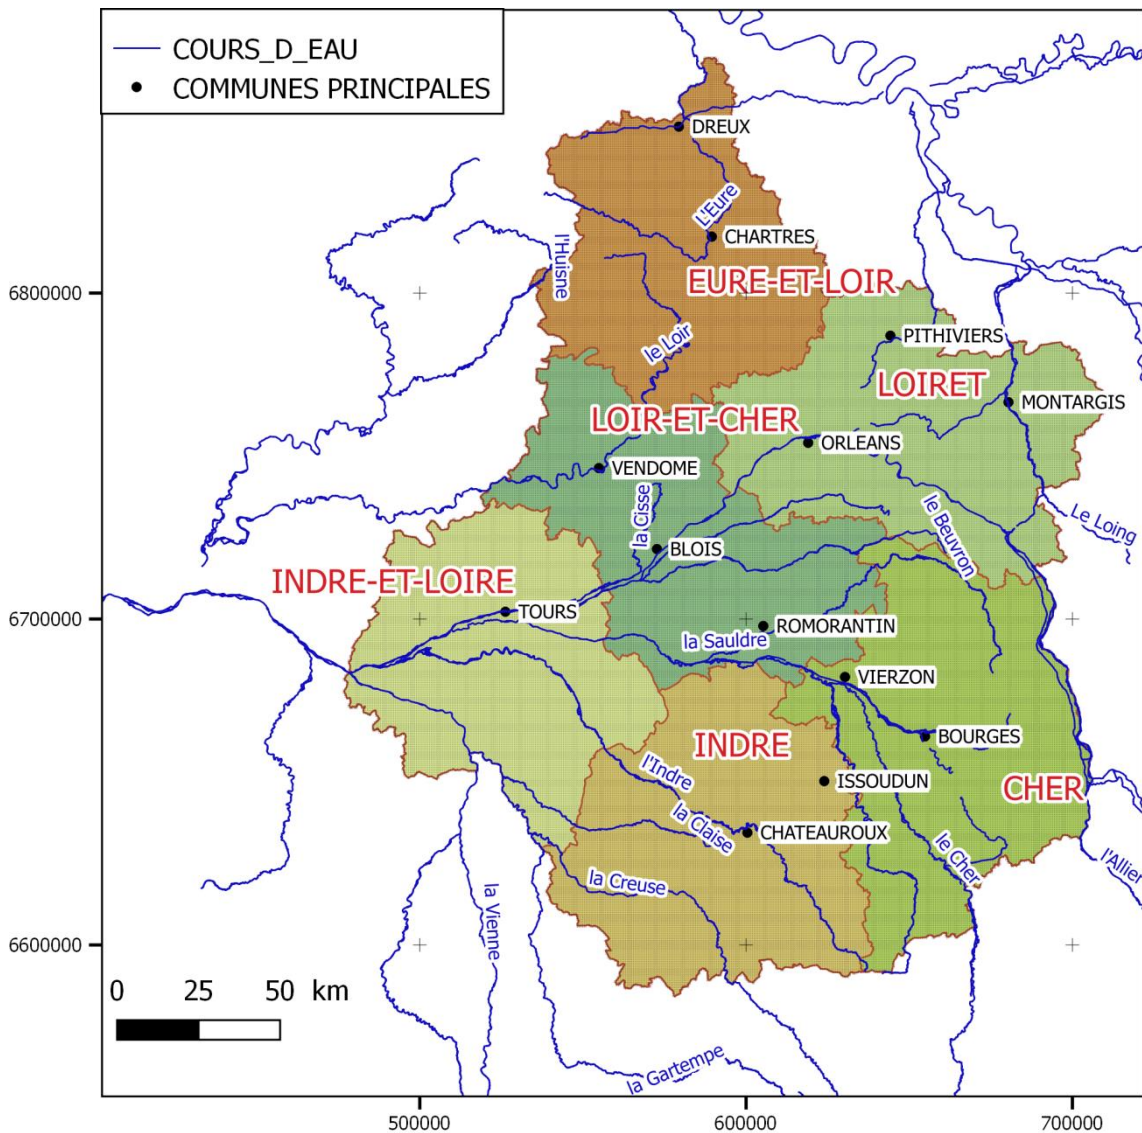 COURS_D_EAU
COMMUNES PRINCIPALES
DREUX
L'Eure
CHARTRES
l'Huisne
EURE-ET-LOIR
6800000
PITHIVIERS
le Loir
LOIRET
MONTARGIS
LOIR-ET-CHER
ORLEANS
VENDOME
la Cisse
le Beuvron
Le Loing
BLOIS
INDRE-ET-LOIRE
TOURS
6700000
ROMORANTIN
la Sauldre
VIERZON
BOURGES
INDRE
l'Indre
ISSOUDUN
CHER
la Claise
CHATEAUROUX
le Cher
l'Allier
la Creuse
la Vienne
6600000
0 25 50 km
la Gartempe
500000 600000 700000